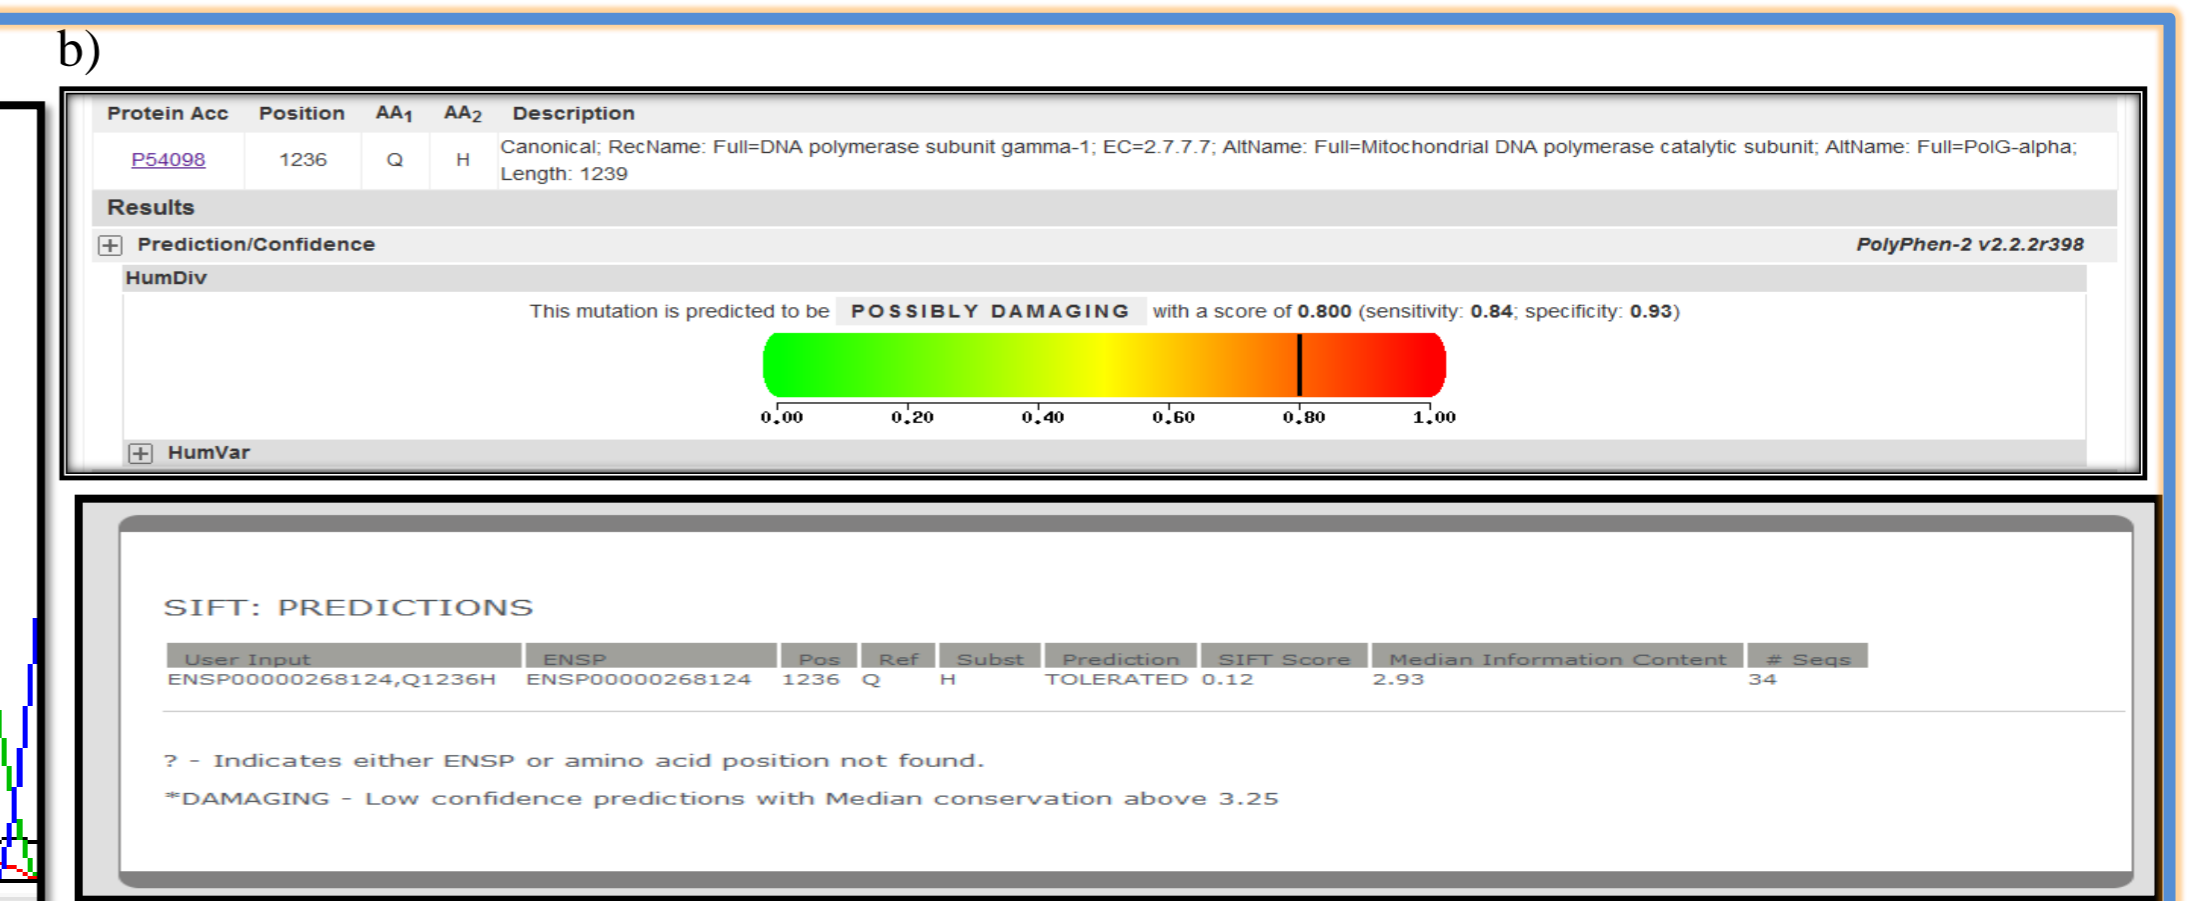 b)
Protein Acc Position AA1 AA2 Description
P54098 1236 Q H Canonical; RecName: Full=DNA polymerase subunit gamma-1; EC=2.7.7.7; AltName: Full=Mitochondrial DNA polymerase catalytic subunit; AltName: Full=PolG-alpha;
Length: 1239
Results
Prediction/Confidence PolyPhen-2 v2.2.2r398
HumDiv
This mutation is predicted to be POSSIBLY DAMAGING with a score of 0.800 (sensitivity: 0.84; specificity: 0.93)
0.00 0.20 0.40 0.60 0.80 1.00
HumVar
SIFT: PREDICTIONS
User Input ENSP Pos Ref Subst Prediction SIFT Score Median Information Content # Seqs
ENSP00000268124,Q1236H ENSP00000268124 1236 Q H TOLERATED 0.12 2.93 34
? - Indicates either ENSP or amino acid position not found.
*DAMAGING - Low confidence predictions with Median conservation above 3.25